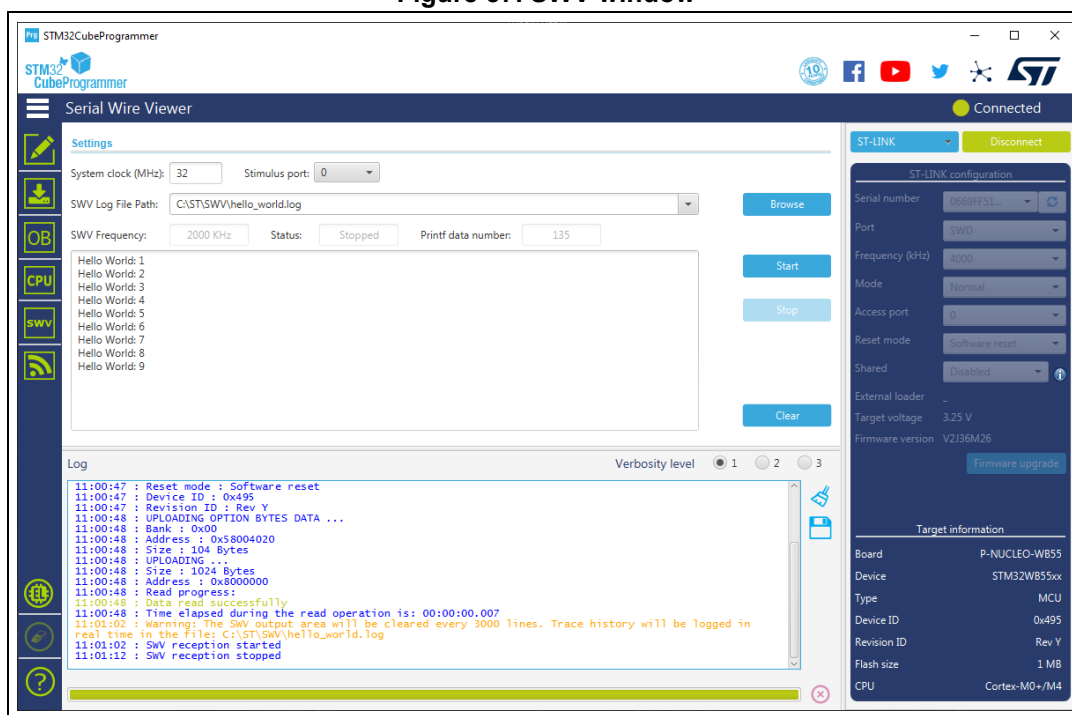 Prg STM32CubeProgrammer
STM32
CubeProgrammer
10
ST
Serial Wire Viewer
Connected
Settings
System clock (MHz): 32 Stimulus port: 0
SWV Log File Path: C:\ST\SWV\hello_world.log Browse
SWV Frequency: 2000 KHz Status: Stopped Printf data number: 135
Hello World: 1
Hello World: 2
Hello World: 3
Hello World: 4
Hello World: 5
Hello World: 6
Hello World: 7
Hello World: 8
Hello World: 9
Start
Stop
Clear
OB
CPU
SWV
Log Verbosity level 1 2 3
11:00:47 : Reset mode : Software reset
11:00:47 : Device ID : 0x495
11:00:47 : Revision ID : Rev Y
11:00:48 : UPLOADING OPTION BYTES DATA ...
11:00:48 : Bank : 0x00
11:00:48 : Address : 0x58004020
11:00:48 : Size : 104 Bytes
11:00:48 : UPLOADING ...
11:00:48 : Size : 1024 Bytes
11:00:48 : Address : 0x8000000
11:00:48 : Read progress:
11:00:48 : Data read successfully
11:00:48 : Time elapsed during the read operation is: 00:00:00.007
11:01:02 : Warning: The SWV output area will be cleared every 3000 lines. Trace history will be logged in
real time in the file: C:\ST\SWV\hello_world.log
11:01:02 : SWV reception started
11:01:12 : SWV reception stopped
ST-LINK Disconnect
ST-LINK configuration
Serial number 0669FF51...
Port SWD
Frequency (kHz) 4000
Mode Normal
Access port 0
Reset mode Software reset
Shared Disabled
External loader _
Target voltage 3.25 V
Firmware version V2J36M26
Firmware upgrade
Target information
Board P-NUCLEO-WB55
Device STM32WB55xx
Type MCU
Device ID 0x495
Revision ID Rev Y
Flash size 1 MB
CPU Cortex-M0+/M4